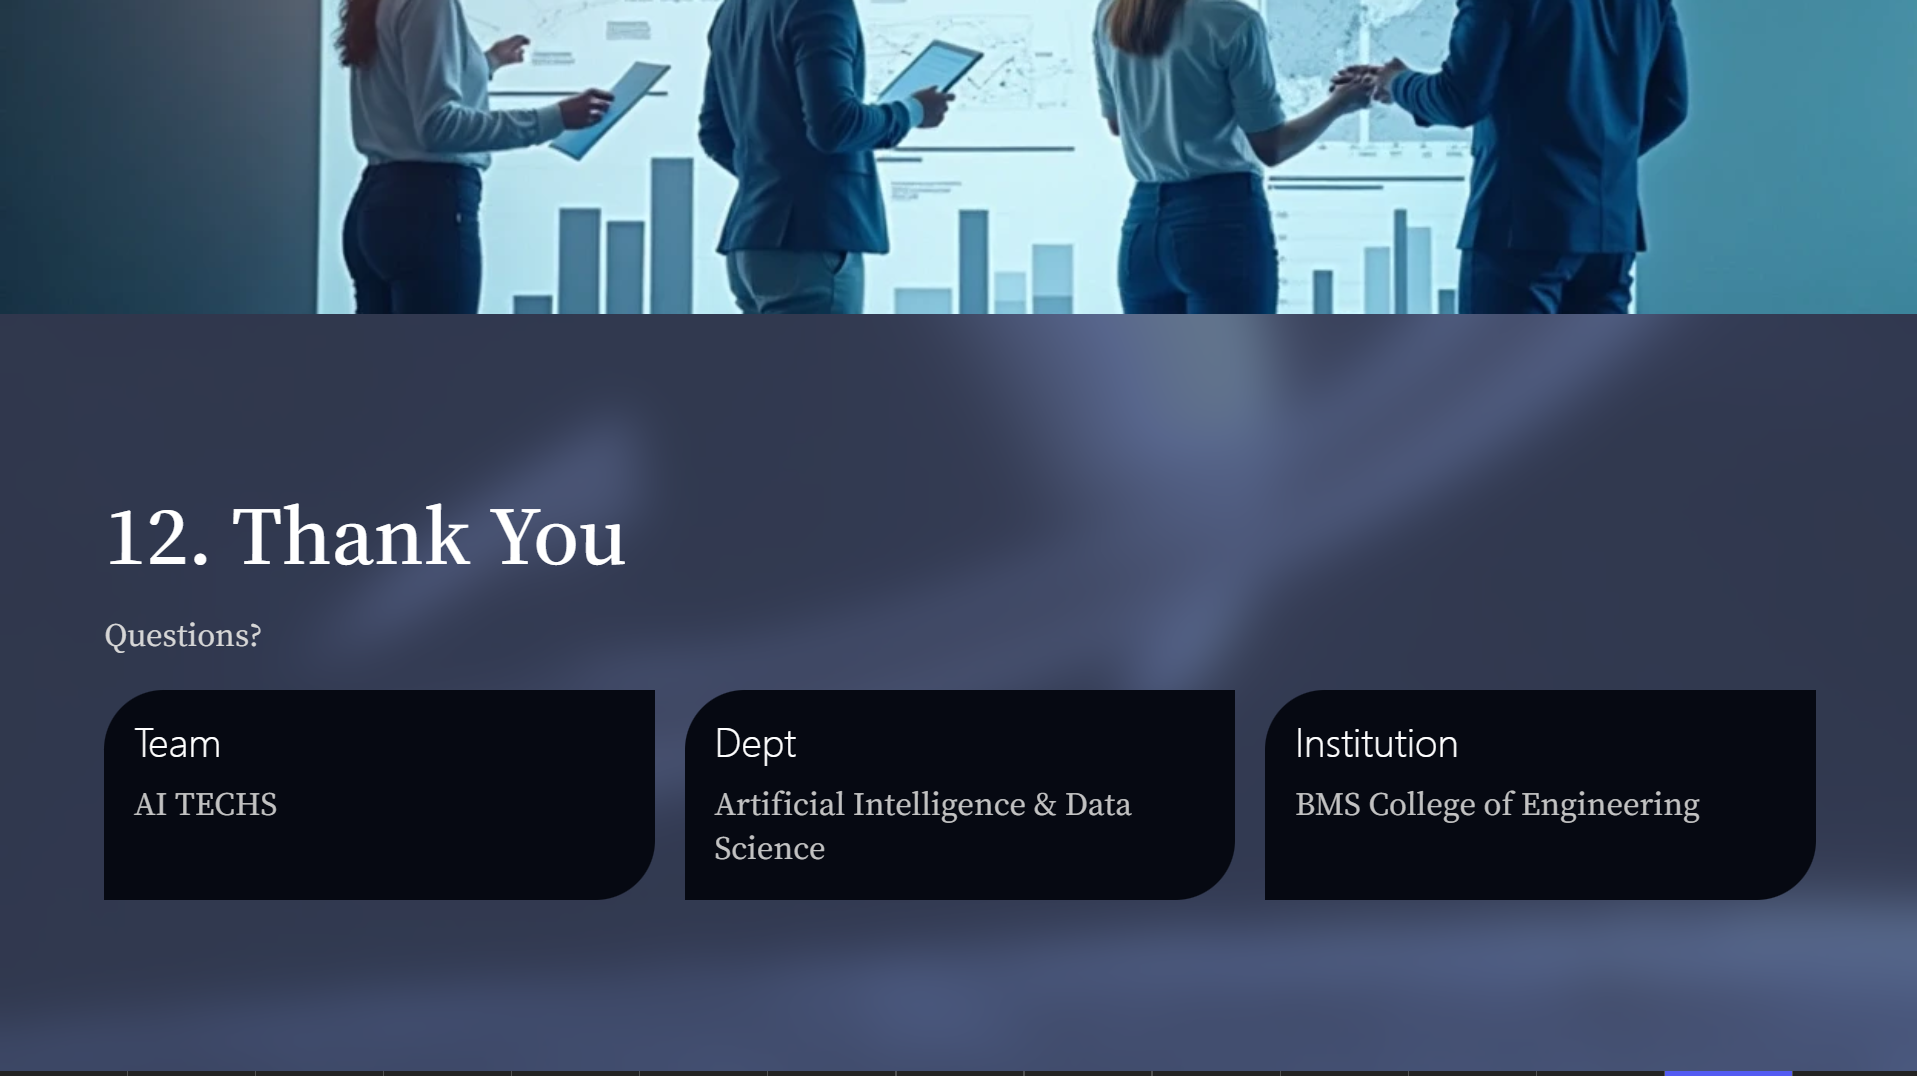 12. Thank You
Questions?
Team
AI TECHS
Dept
Artificial Intelligence & Data
Science
Institution
BMS College of Engineering